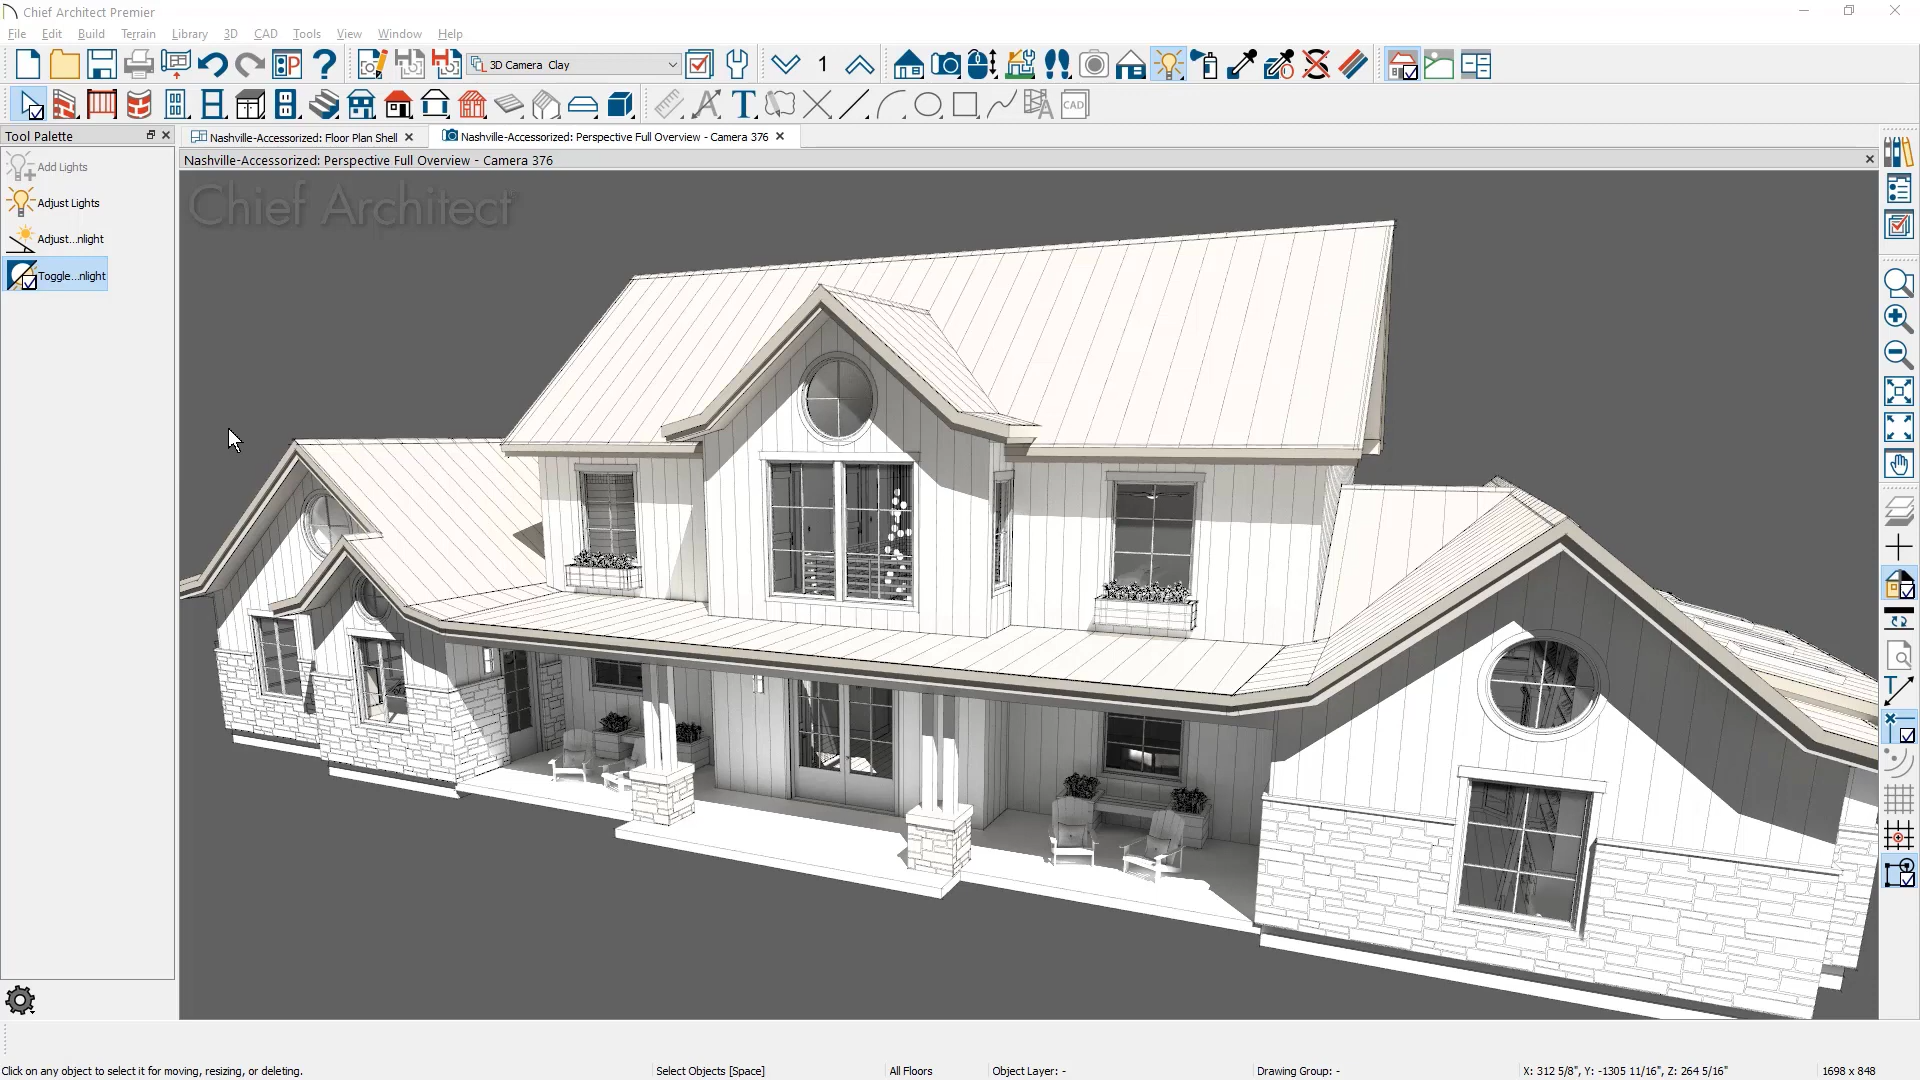 Chief Architect Premier
File Edit Build Terrain Library 3D CAD Tools View Window Help
3D Camera Clay
1
CAD
Tool Palette
Nashville-Accessorized: Floor Plan Shell
Nashville-Accessorized: Perspective Full Overview - Camera 376
Nashville-Accessorized: Perspective Full Overview - Camera 376
Add Lights
Adjust Lights
Adjust...nlight
Toggle...nlight
Chief Architect
Click on any object to select it for moving, resizing, or deleting.
Select Objects [Space]
All Floors
Object Layer: -
Drawing Group: -
X: 312 5/8", Y: -1305 11/16", Z: 264 5/16"
1698 x 848